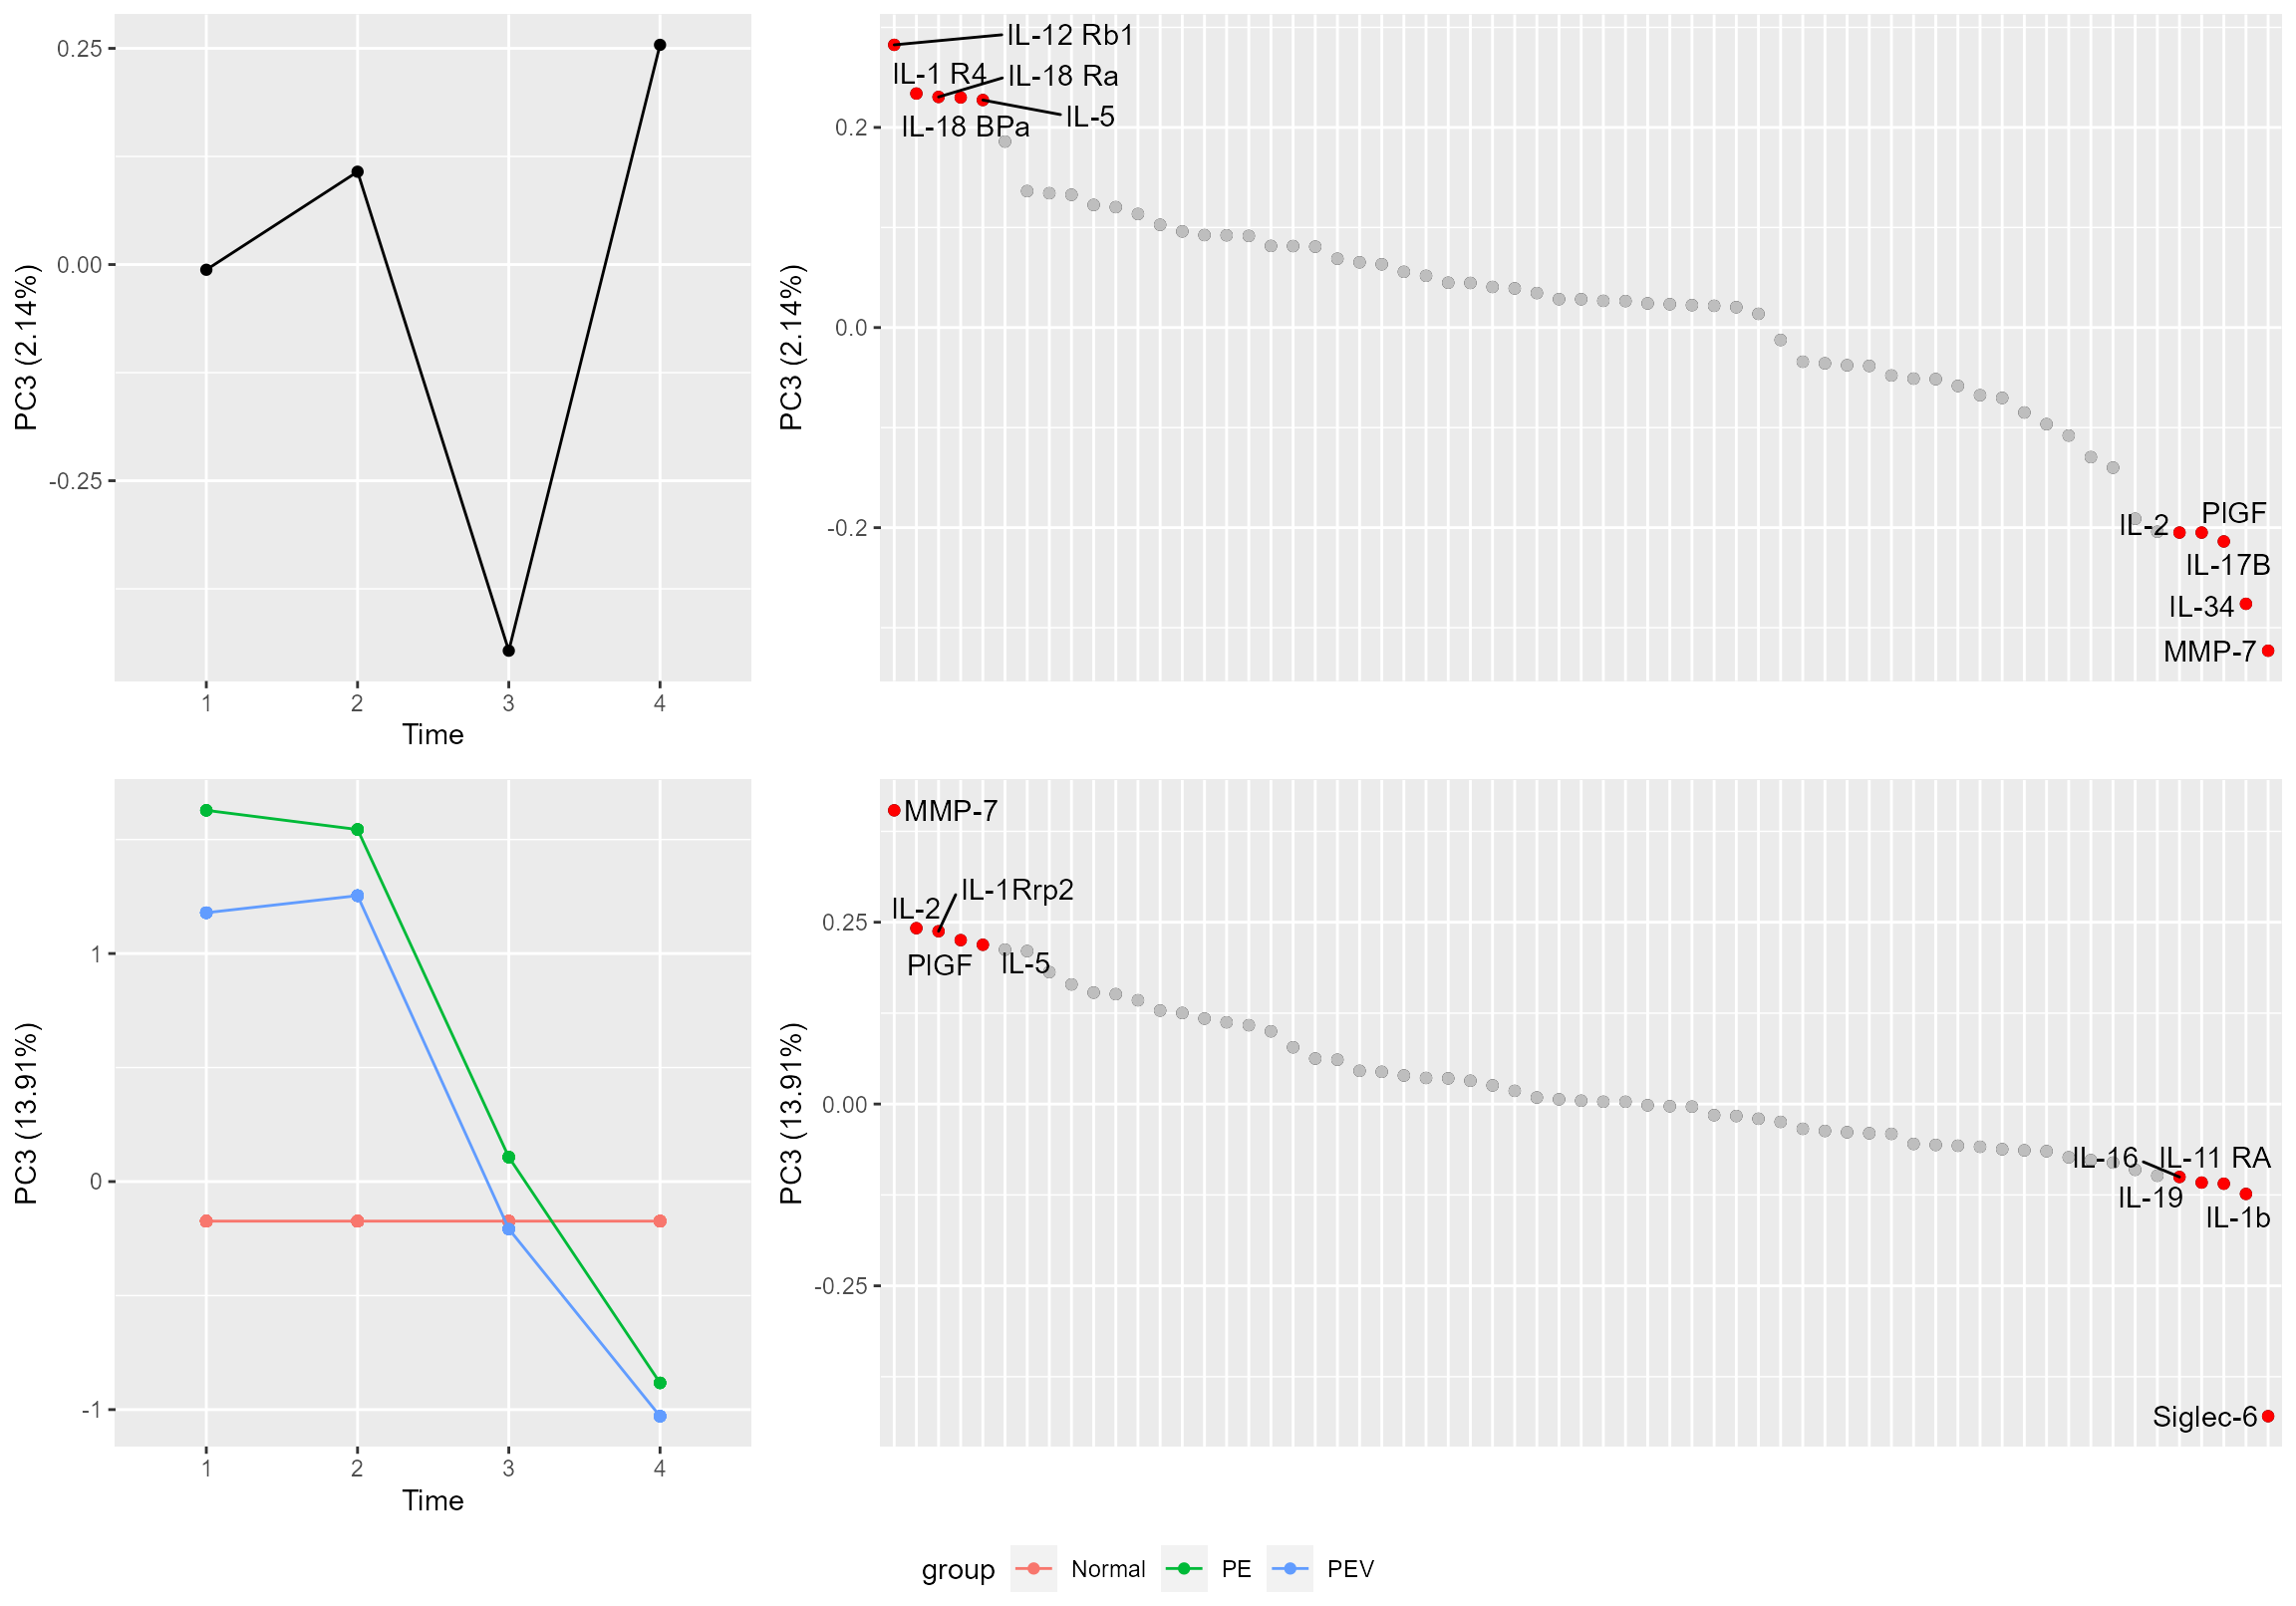 PC3 (2.14%)
0.25
0.00
-0.25
1 2 3 4
Time
PC3 (2.14%)
0.2
0.0
-0.2
IL-12 Rb1
IL-1 R4
IL-18 Ra
IL-5
IL-18 BPa
IL-2
PlGF
IL-17B
IL-34
MMP-7
PC3 (13.91%)
1
0
-1
1 2 3 4
Time
PC3 (13.91%)
0.25
0.00
-0.25
MMP-7
IL-1Rrp2
IL-2
PlGF
IL-5
IL-16
IL-11 RA
IL-19
IL-1b
Siglec-6
group Normal PE PEV